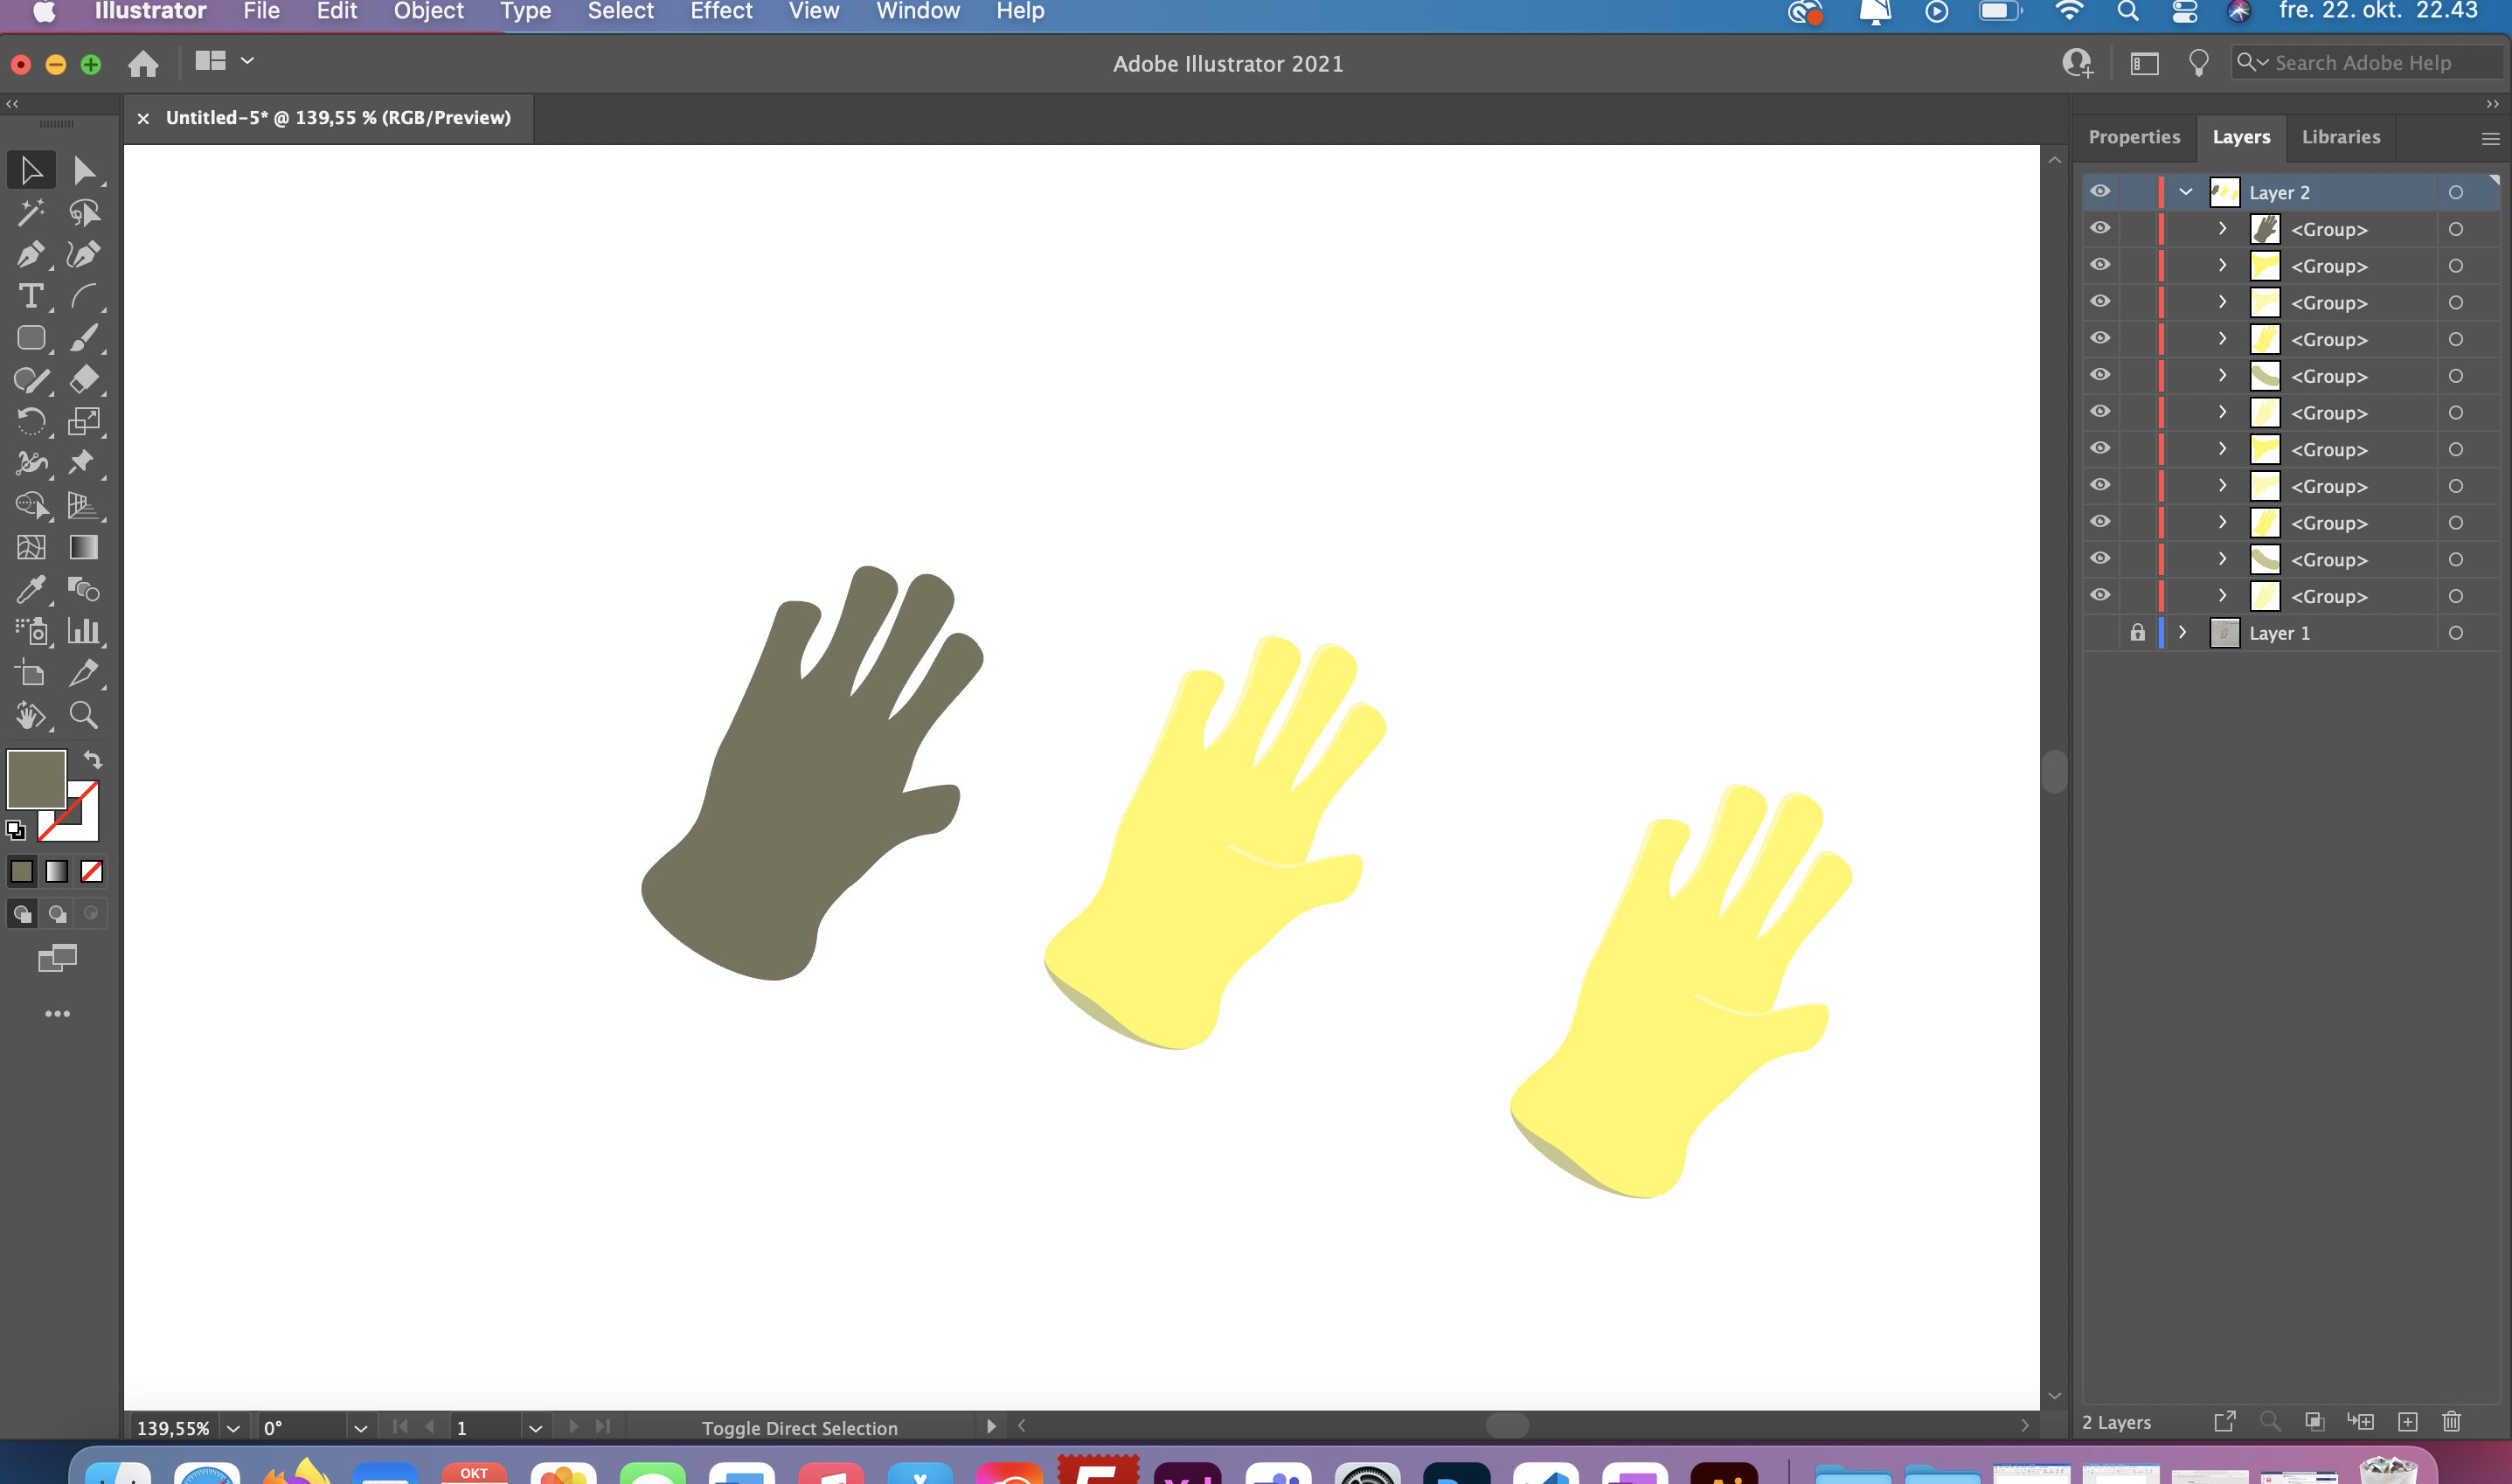 Illustrator File Edit Object Type Select Effect View Window Help fre. 22. okt. 22.43
Adobe Illustrator 2021
Search Adobe Help
Untitled-5* @ 139,55 % (RGB/Preview)
Properties Layers Libraries
Layer 2
<Group>
<Group>
<Group>
<Group>
<Group>
<Group>
<Group>
<Group>
<Group>
<Group>
<Group>
Layer 1
139,55% 0° 1 Toggle Direct Selection
2 Layers
OKT